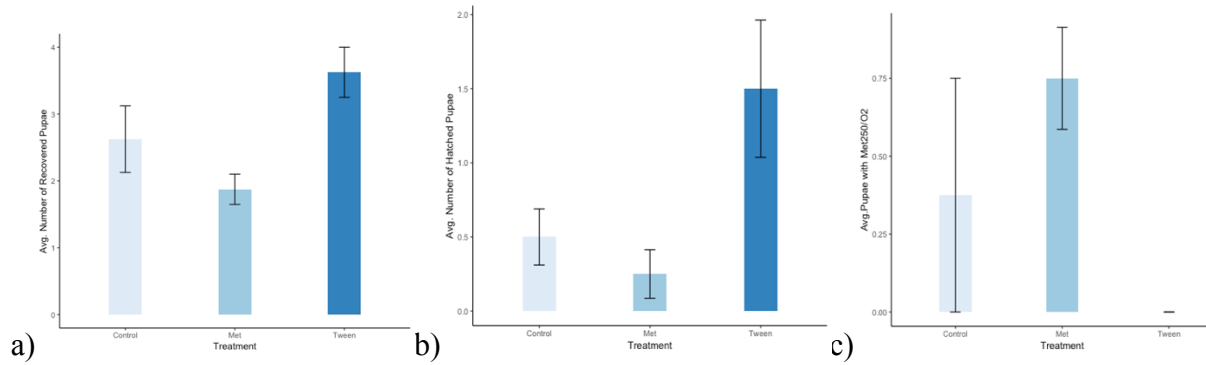 a)
Avg. Number of Recovered Pupae
4
3
2
1
0
Control Met Tween
Treatment
b)
Avg. Number of Hatched Pupae
2.0
1.5
1.0
0.5
0.0
Control Met Tween
Treatment
c)
Avg.Pupae with Met250/O2
0.75
0.50
0.25
0.00
Control Met Tween
Treatment